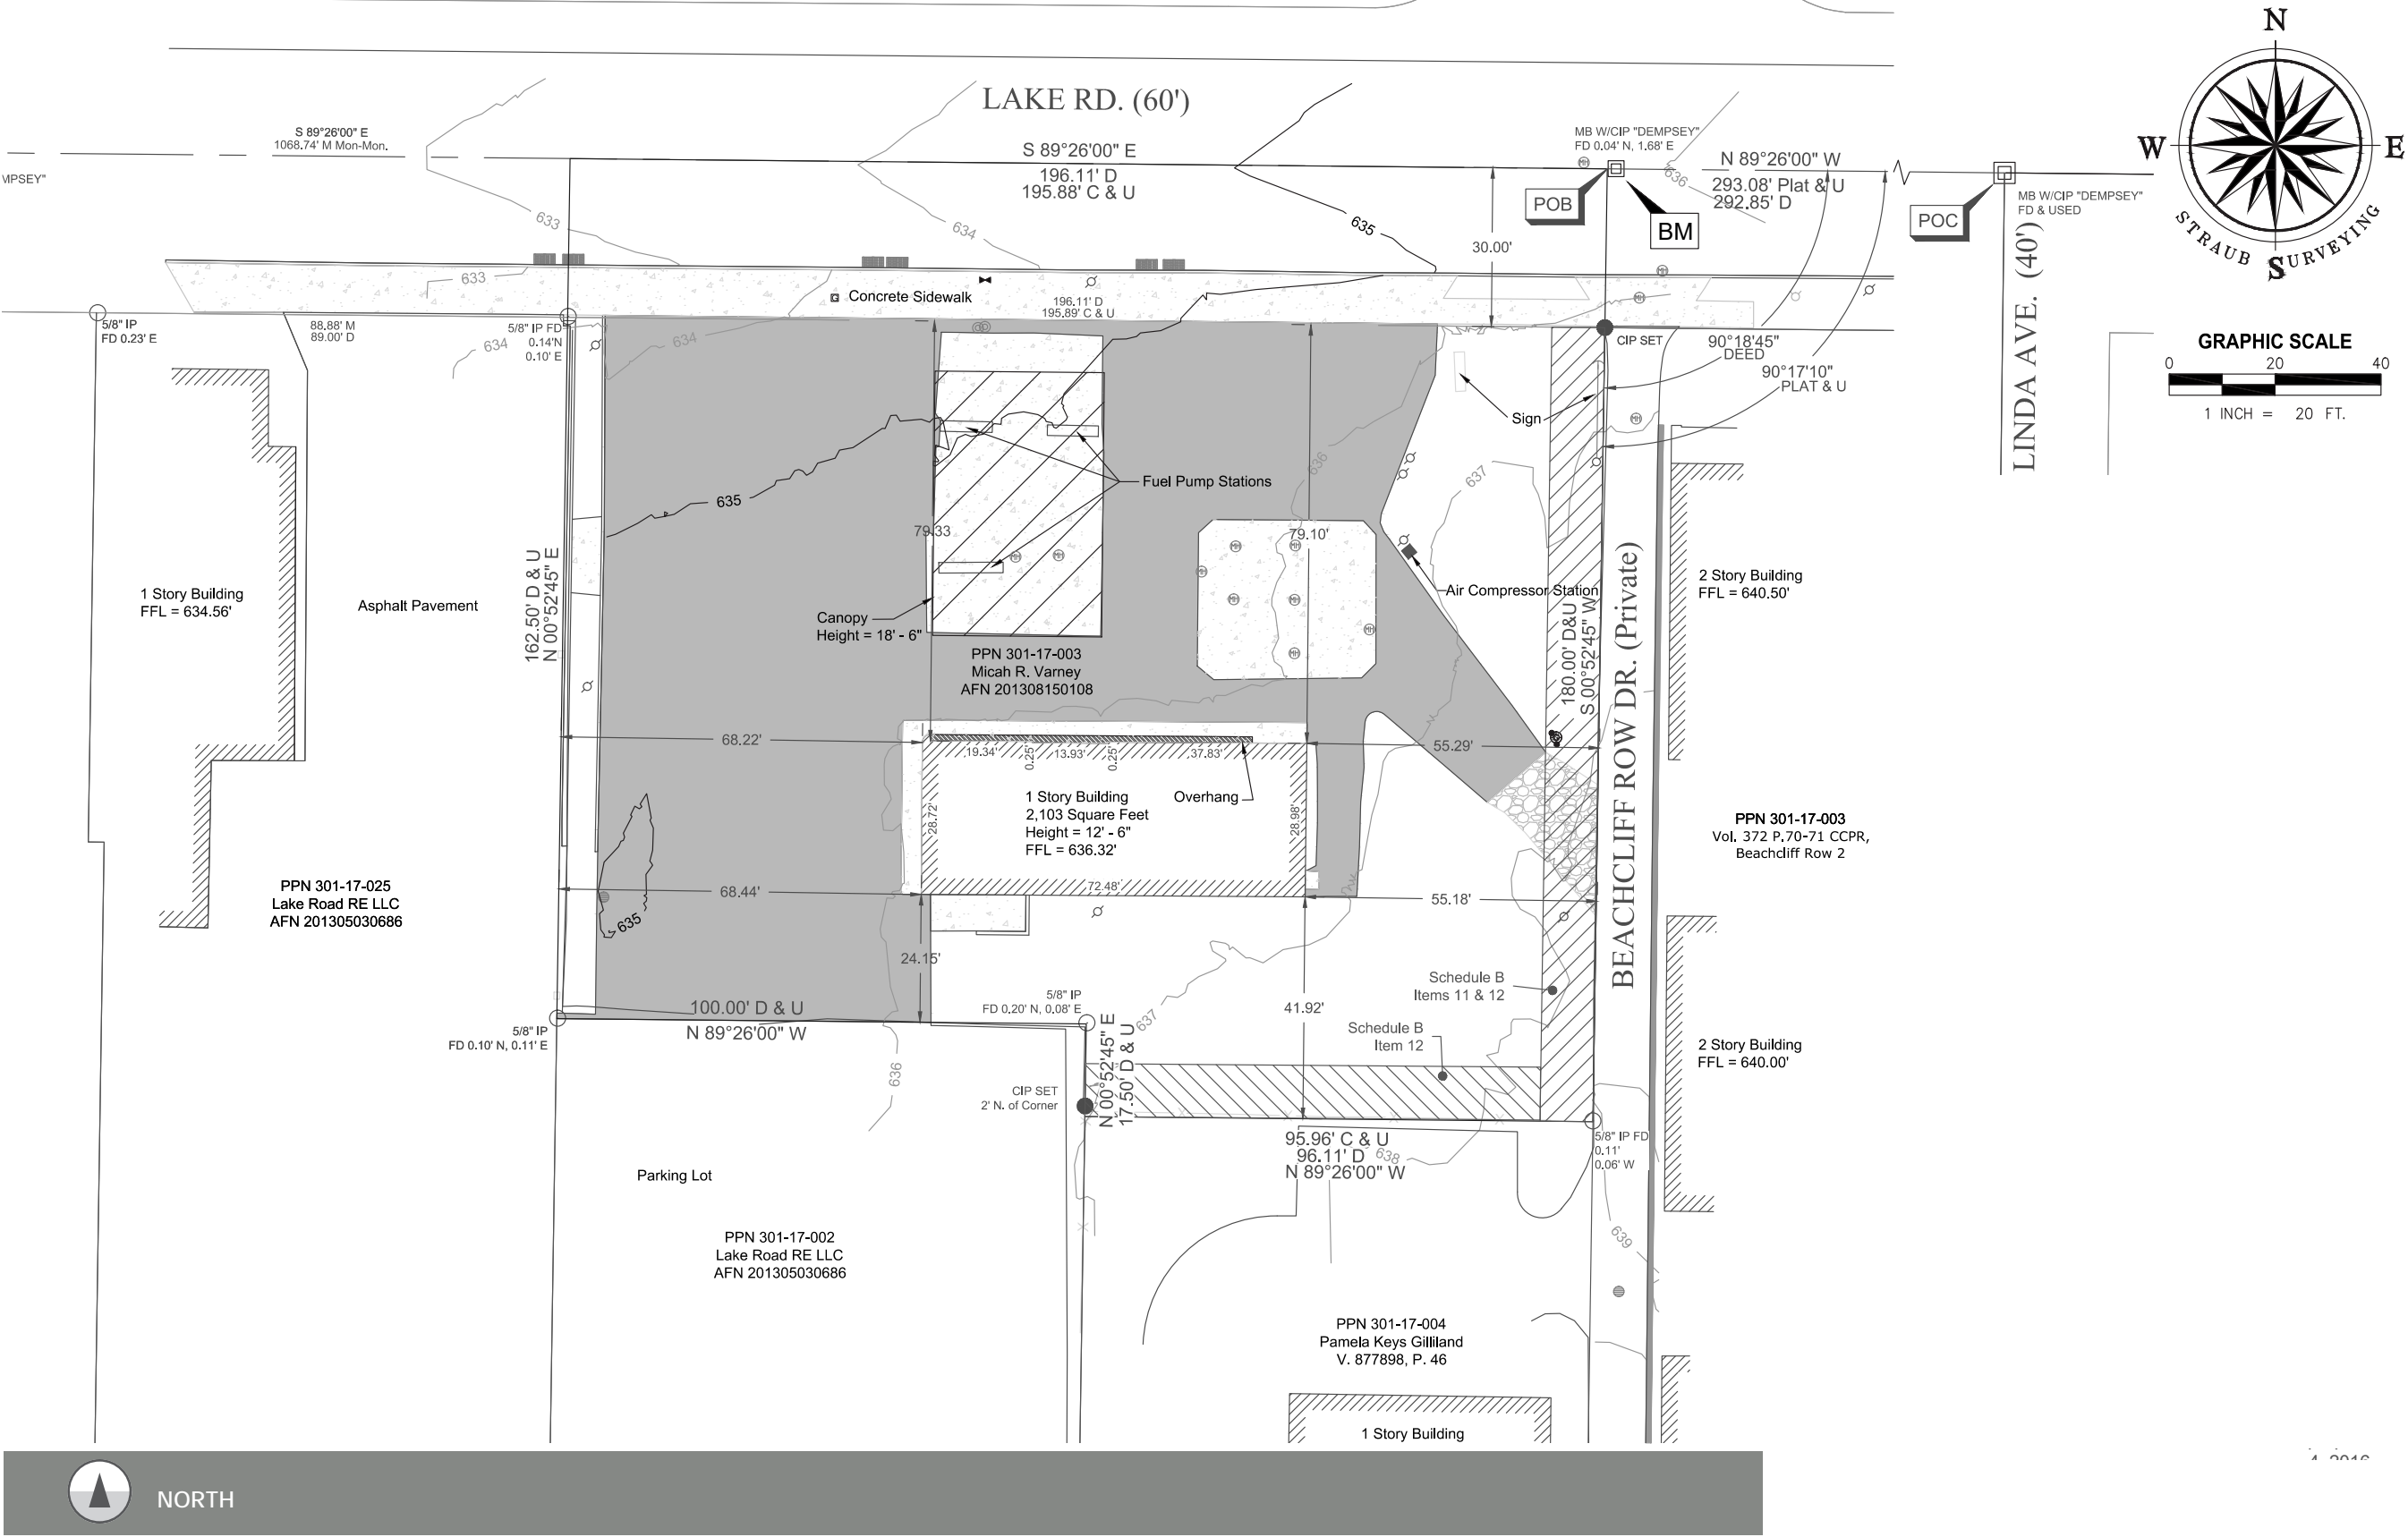 LAKE RD. (60')
S 89°26'00" E
1068.74' M Mon-Mon.
MPSEY"
S 89°26'00" E
196.11' D
195.88' C & U
MB W/CIP "DEMPSEY"
FD 0.04' N, 1.68' E
N 89°26'00" W
293.08' Plat & U
292.85' D
636
POB
BM
POC
MB W/CIP "DEMPSEY"
FD & USED
N
W
E
S
STRAUB SURVEYING
633
634
635
30.00'
633
Concrete Sidewalk
196.11' D
195.89' C & U
5/8" IP
FD 0.23' E
88.88' M
89.00' D
5/8" IP FD
0.14'N
0.10' E
634
634
CIP SET
90°18'45"
DEED
90°17'10"
PLAT & U
LINDA AVE. (40')
GRAPHIC SCALE
0 20 40
1 INCH = 20 FT.
Sign
636
637
635
Fuel Pump Stations
79.33
79.10'
Air Compressor Station
1 Story Building
FFL = 634.56'
Asphalt Pavement
162.50' D & U
N 00°52'45" E
Canopy
Height = 18' - 6"
PPN 301-17-003
Micah R. Varney
AFN 201308150108
180.00' D&U
S 00°52'45" W
BEACHCLIFF ROW DR. (Private)
2 Story Building
FFL = 640.50'
68.22'
55.29'
19.34'
0.25'
13.93'
0.25'
37.83'
1 Story Building
2,103 Square Feet
Height = 12' - 6"
FFL = 636.32'
Overhang
28.72'
28.98'
PPN 301-17-003
Vol. 372 P.70-71 CCPR,
Beachcliff Row 2
PPN 301-17-025
Lake Road RE LLC
AFN 201305030686
68.44'
72.48'
55.18'
635
24.15'
Schedule B
Items 11 & 12
41.92'
5/8" IP
FD 0.20' N, 0.08' E
100.00' D & U
N 89°26'00" W
5/8" IP
FD 0.10' N, 0.11' E
637
Schedule B
Item 12
2 Story Building
FFL = 640.00'
636
CIP SET
2' N. of Corner
N 00°52'45" E
17.50' D & U
95.96' C & U
96.11' D
N 89°26'00" W
638
5/8" IP FD
0.11'
0.06' W
Parking Lot
639
PPN 301-17-002
Lake Road RE LLC
AFN 201305030686
PPN 301-17-004
Pamela Keys Gilliland
V. 877898, P. 46
1 Story Building
NORTH